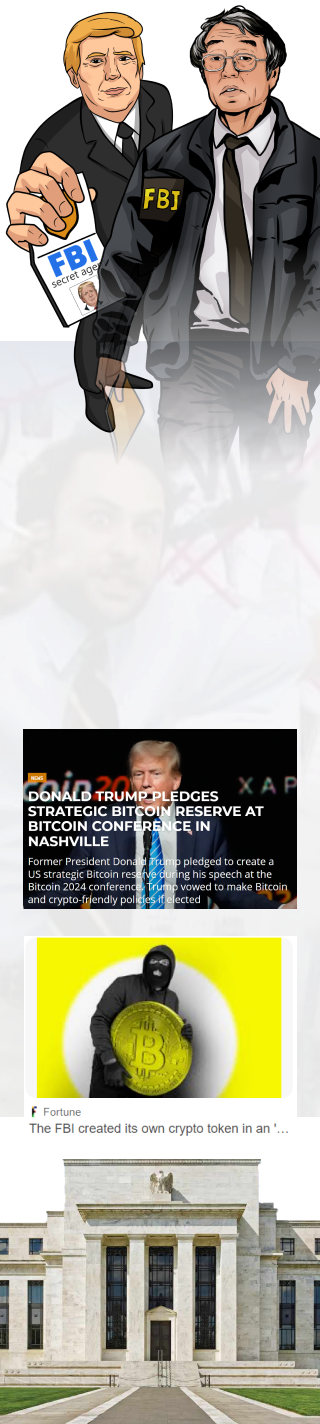 FBI
FBI
secret age
NEWS
coin20
XAP
DONALD TRUMP PLEDGES
STRATEGIC BITCOIN RESERVE AT
BITCOIN CONFERENCE IN
NASHVILLE
Former President Donald Trump pledged to create a
US strategic Bitcoin reserve during his speech at the
Bitcoin 2024 conference. Trump vowed to make Bitcoin
and crypto-friendly policies if elected
Fortune
The FBI created its own crypto token in an '...